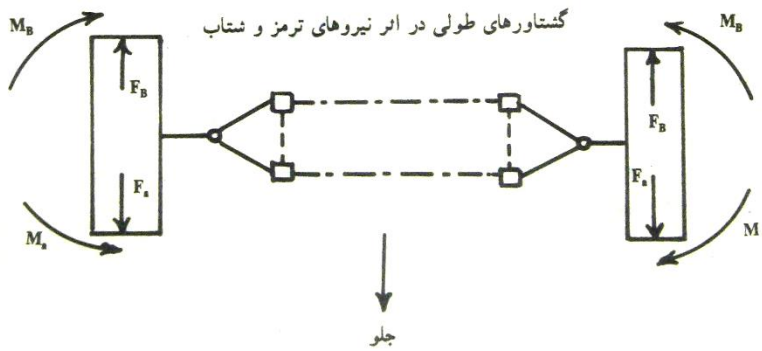 گشتاورهای طولی در اثر نیروهای ترمز و شتاب
M_B
M_B
F_B
F_B
F_a
F_a
M_a
M
جلو